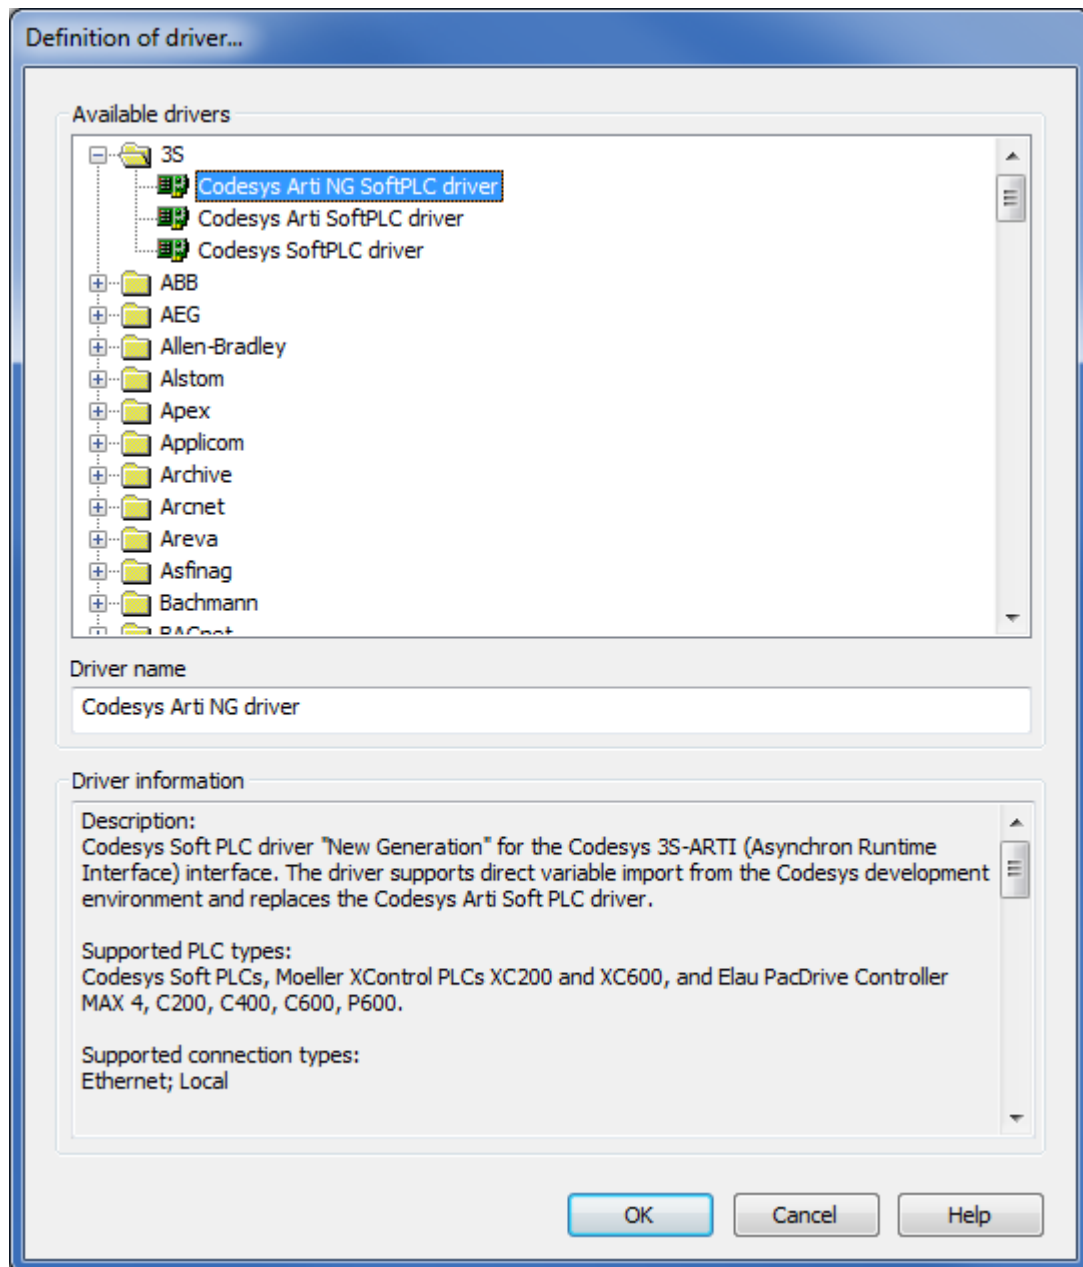 Definition of driver...
Available drivers
3S
Codesys Arti NG SoftPLC driver
Codesys Arti SoftPLC driver
Codesys SoftPLC driver
ABB
AEG
Allen-Bradley
Alstom
Apex
Applicom
Archive
Arcnet
Areva
Asfinag
Bachmann
BACnet
Driver name
Codesys Arti NG driver
Driver information
Description:
Codesys Soft PLC driver "New Generation" for the Codesys 3S-ARTI (Asynchron Runtime
Interface) interface. The driver supports direct variable import from the Codesys development
environment and replaces the Codesys Arti Soft PLC driver.
Supported PLC types:
Codesys Soft PLCs, Moeller XControl PLCs XC200 and XC600, and Elau PacDrive Controller
MAX 4, C200, C400, C600, P600.
Supported connection types:
Ethernet; Local
OK Cancel Help